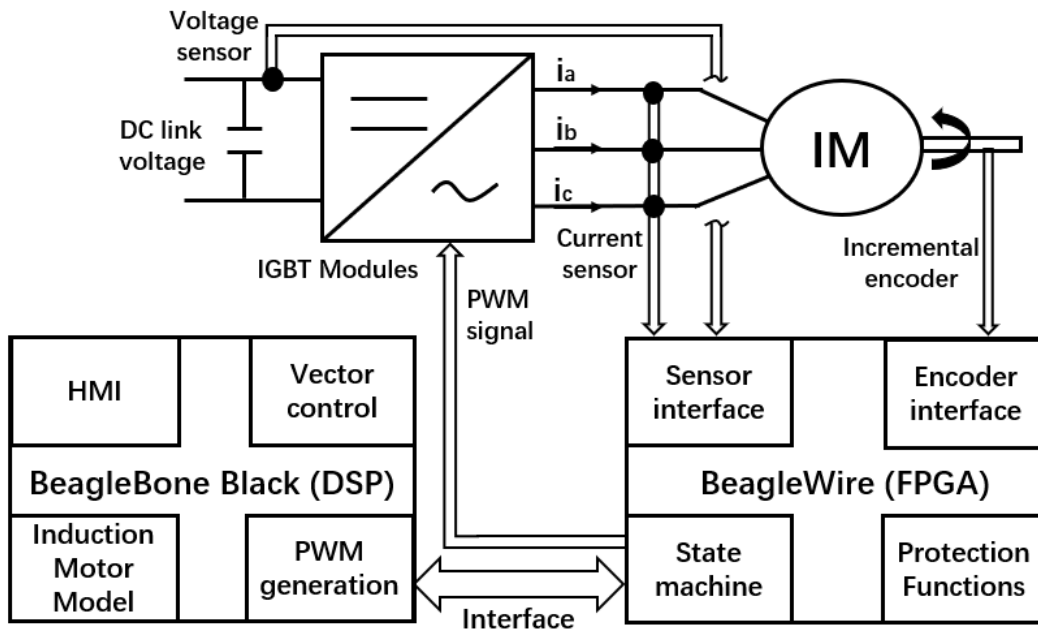 Voltage
sensor
DC link
voltage
IGBT Modules
ia
ib
ic
Current
sensor
IM
Incremental
encoder
PWM
signal
HMI
Vector
control
BeagleBone Black (DSP)
Induction
Motor
Model
PWM
generation
Interface
Sensor
interface
Encoder
interface
BeagleWire (FPGA)
State
machine
Protection
Functions